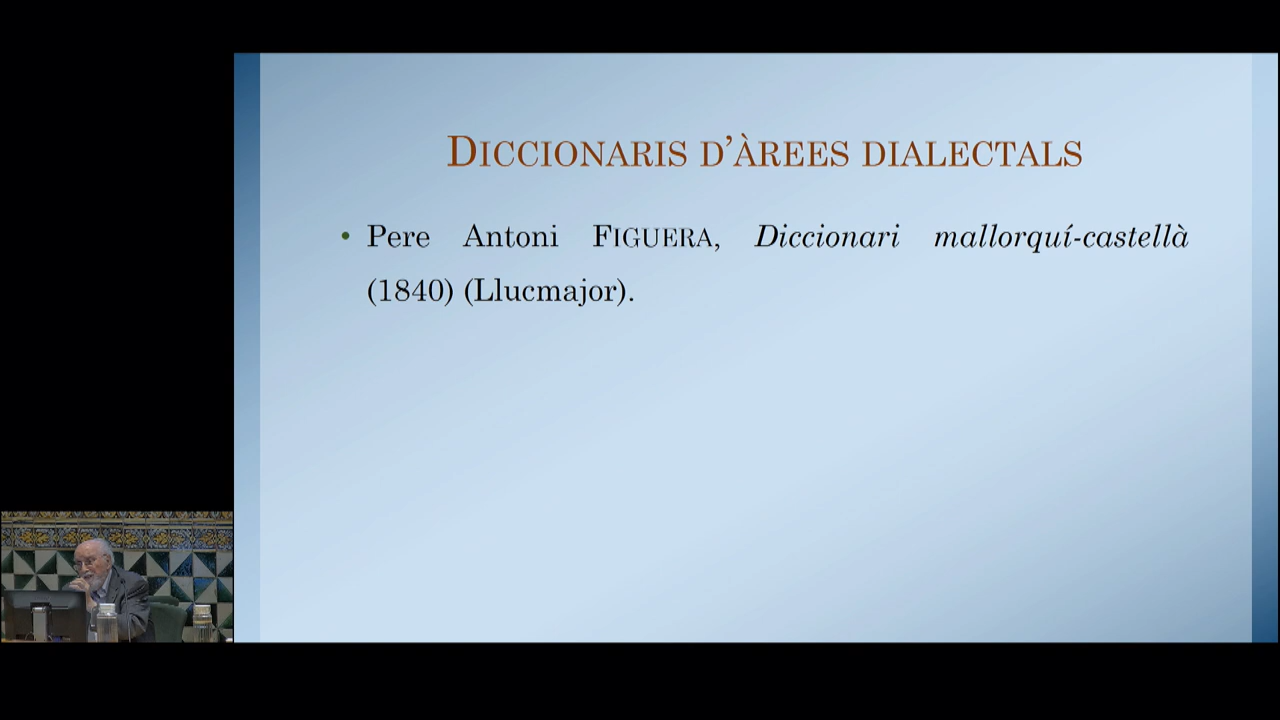 DICCIONARIS D'ÀREES DIALECTALS
• Pere Antoni FIGUERA, Diccionari mallorquí-castellà
(1840) (Llucmajor).